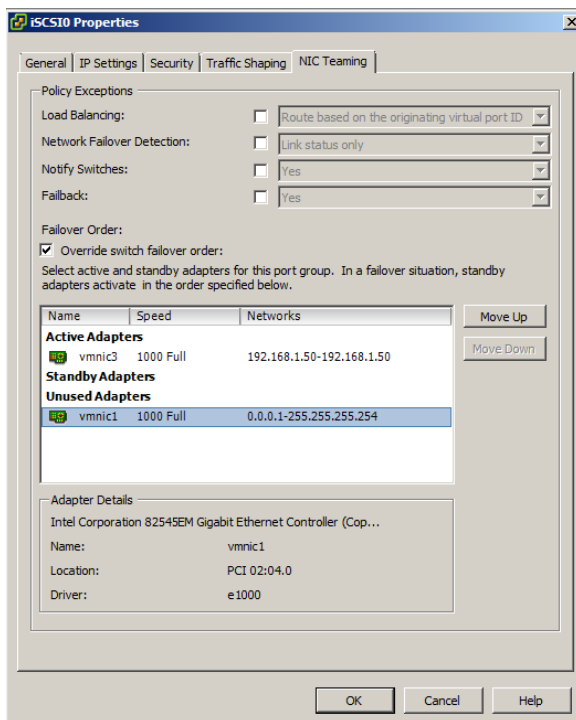 iSCSI0 Properties
General IP Settings Security Traffic Shaping NIC Teaming
Policy Exceptions
Load Balancing: Route based on the originating virtual port ID
Network Failover Detection: Link status only
Notify Switches: Yes
Failback: Yes
Failover Order:
Override switch failover order:
Select active and standby adapters for this port group. In a failover situation, standby
adapters activate in the order specified below.
Name Speed Networks Move Up
Active Adapters
vmnic3 1000 Full 192.168.1.50-192.168.1.50 Move Down
Standby Adapters
Unused Adapters
vmnic1 1000 Full 0.0.0.1-255.255.255.254
Adapter Details
Intel Corporation 82545EM Gigabit Ethernet Controller (Cop...
Name: vmnic1
Location: PCI 02:04.0
Driver: e1000
OK Cancel Help